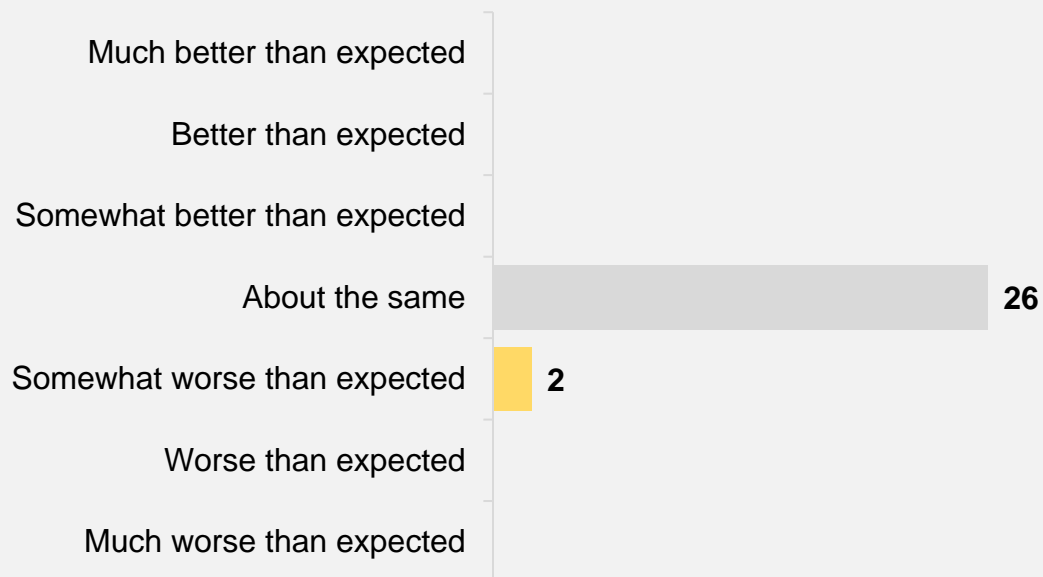 Much better than expected
Better than expected
Somewhat better than expected
About the same 26
Somewhat worse than expected 2
Worse than expected
Much worse than expected